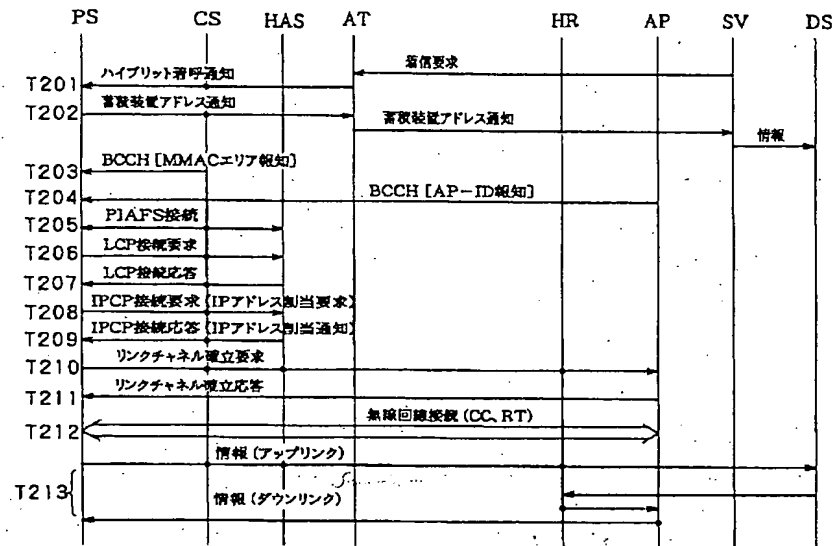 PS CS HAS AT HR AP SV DS
着信要求
T201 ハイブリット着呼通知
T202 蓄積装置アドレス通知
蓄積装置アドレス通知
情報
T203 BCCH [MMACエリア報知]
T204 BCCH [AP-ID報知]
T205 PIAFS接続
T206 LCP接続要求
T207 LCP接続応答
T208 IPCP接続要求 (IPアドレス割当要求)
T209 IPCP接続応答 (IPアドレス割当通知)
T210 リンクチャネル確立要求
T211 リンクチャネル確立応答
T212 無線回線接続 (CC、RT)
情報 (アップリンク)
T213 情報 (ダウンリンク)